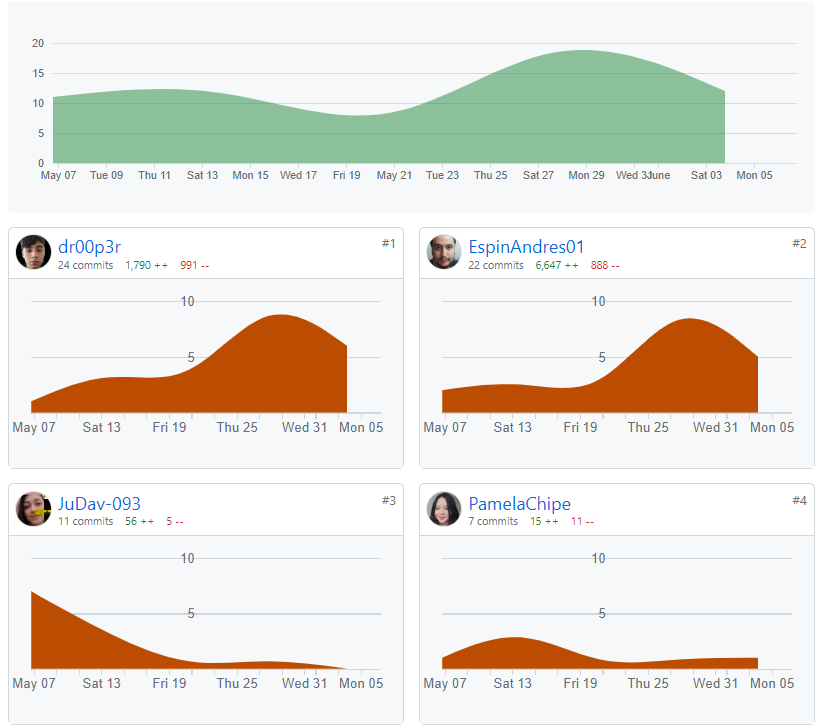 20
15
10
5
0
May 07 Tue 09 Thu 11 Sat 13 Mon 15 Wed 17 Fri 19 May 21 Tue 23 Thu 25 Sat 27 Mon 29 Wed 31 June Sat 03 Mon 05
dr00p3r #1
24 commits 1,790 ++ 991 --
10
5
May 07 Sat 13 Fri 19 Thu 25 Wed 31 Mon 05
EspinAndres01 #2
22 commits 6,647 ++ 888 --
10
5
May 07 Sat 13 Fri 19 Thu 25 Wed 31 Mon 05
JuDav-093 #3
11 commits 56 ++ 5 --
10
5
May 07 Sat 13 Fri 19 Thu 25 Wed 31 Mon 05
PamelaChipe #4
7 commits 15 ++ 11 --
10
5
May 07 Sat 13 Fri 19 Thu 25 Wed 31 Mon 05